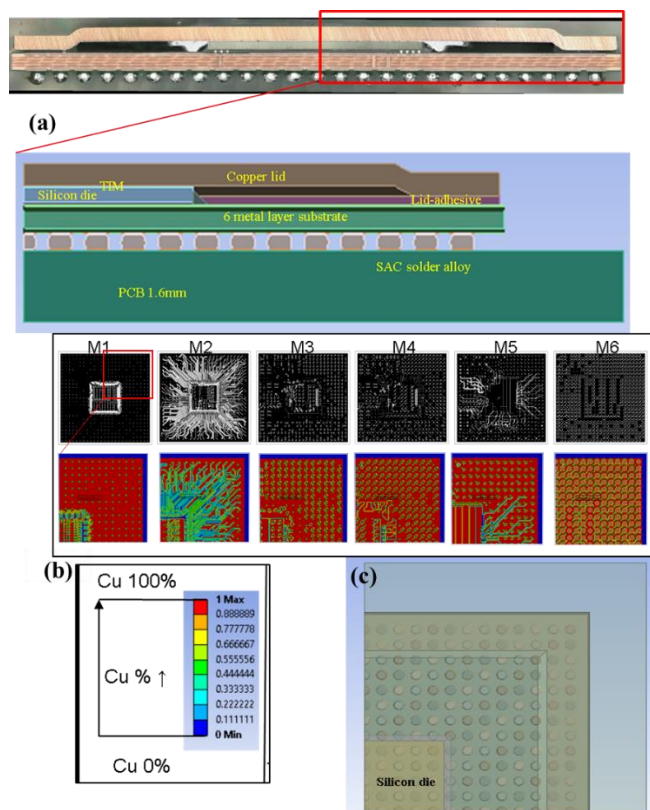 (a)
Copper lid
TIM
Silicon die
Lid-adhesive
6 metal layer substrate
SAC solder alloy
PCB 1.6mm
M1 M2 M3 M4 M5 M6
(b)
Cu 100%
Cu % ↑
Cu 0%
1 Max
0.888889
0.777778
0.666667
0.555556
0.444444
0.333333
0.222222
0.111111
0 Min
(c)
Silicon die